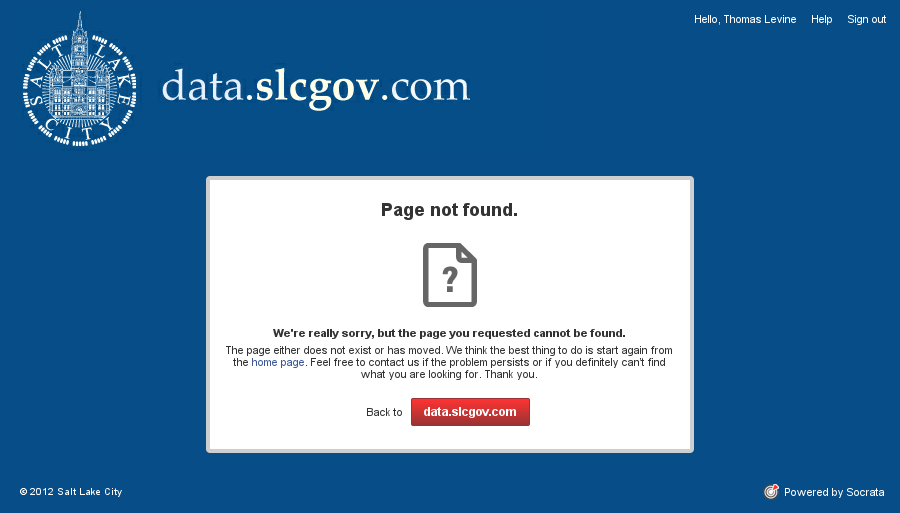 Hello, Thomas Levine Help Sign out
SALT LAKE CITY
data.slcgov.com
Page not found.
?
We're really sorry, but the page you requested cannot be found.
The page either does not exist or has moved. We think the best thing to do is start again from
the home page. Feel free to contact us if the problem persists or if you definitely can't find
what you are looking for. Thank you.
Back to data.slcgov.com
© 2012 Salt Lake City
Powered by Socrata